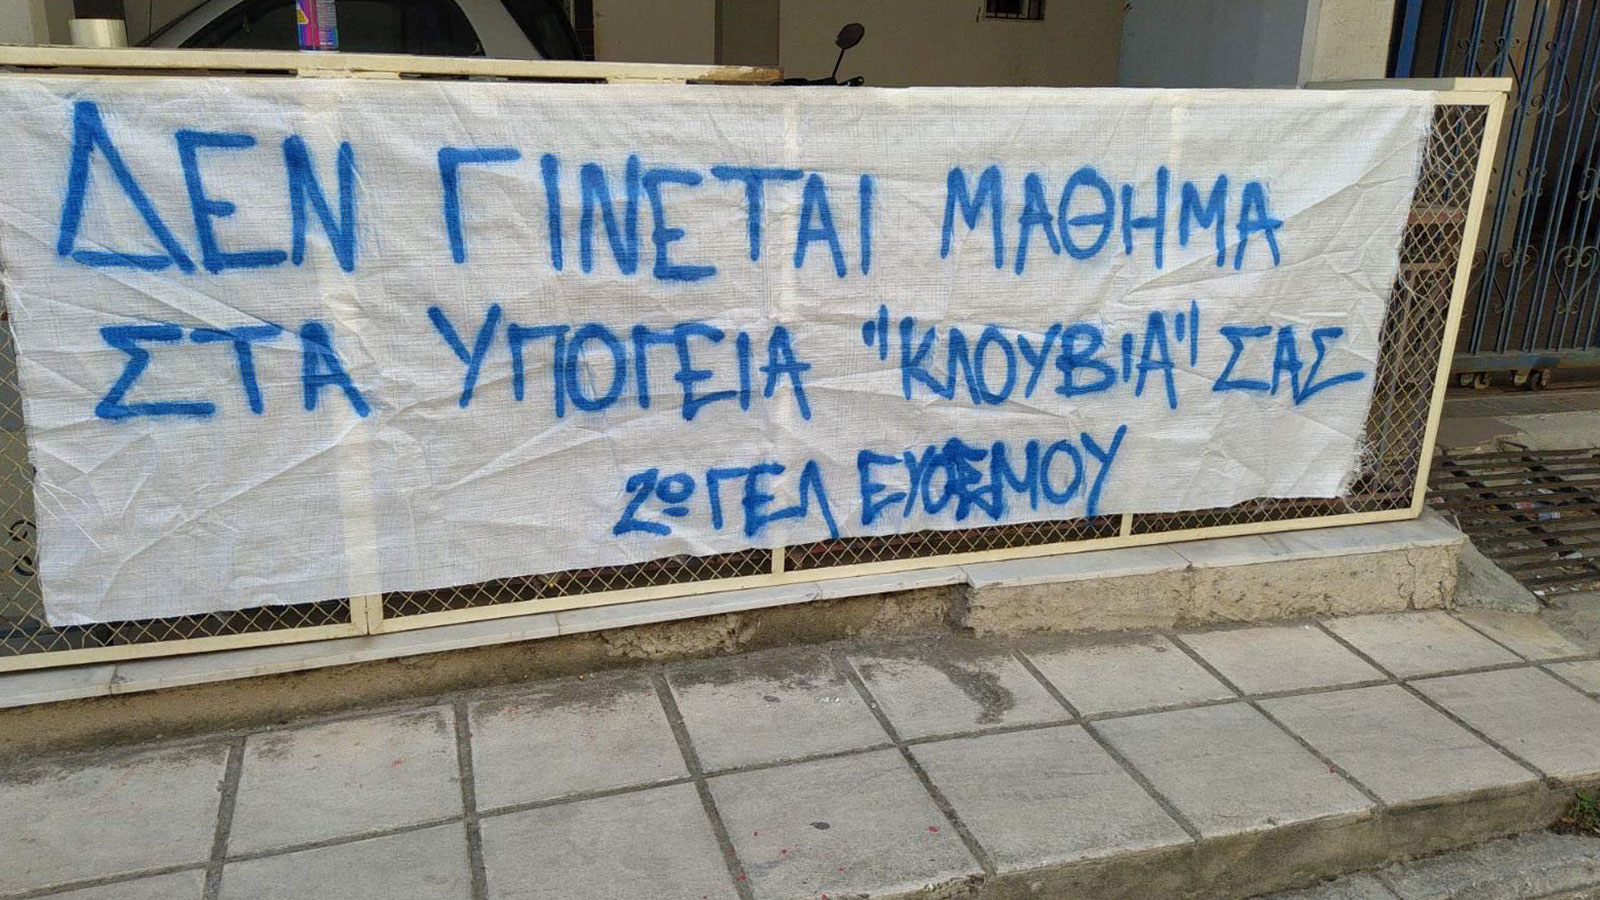 ΔΕΝ ΓΙΝΕΤΑΙ ΜΑΘΗΜΑ
ΣΤΑ ΥΠΟΓΕΙΑ "ΚΛΟΥΒΙΑ" ΣΑΣ
2ο ΓΕΛ ΕΥΟΣΜΟΥ